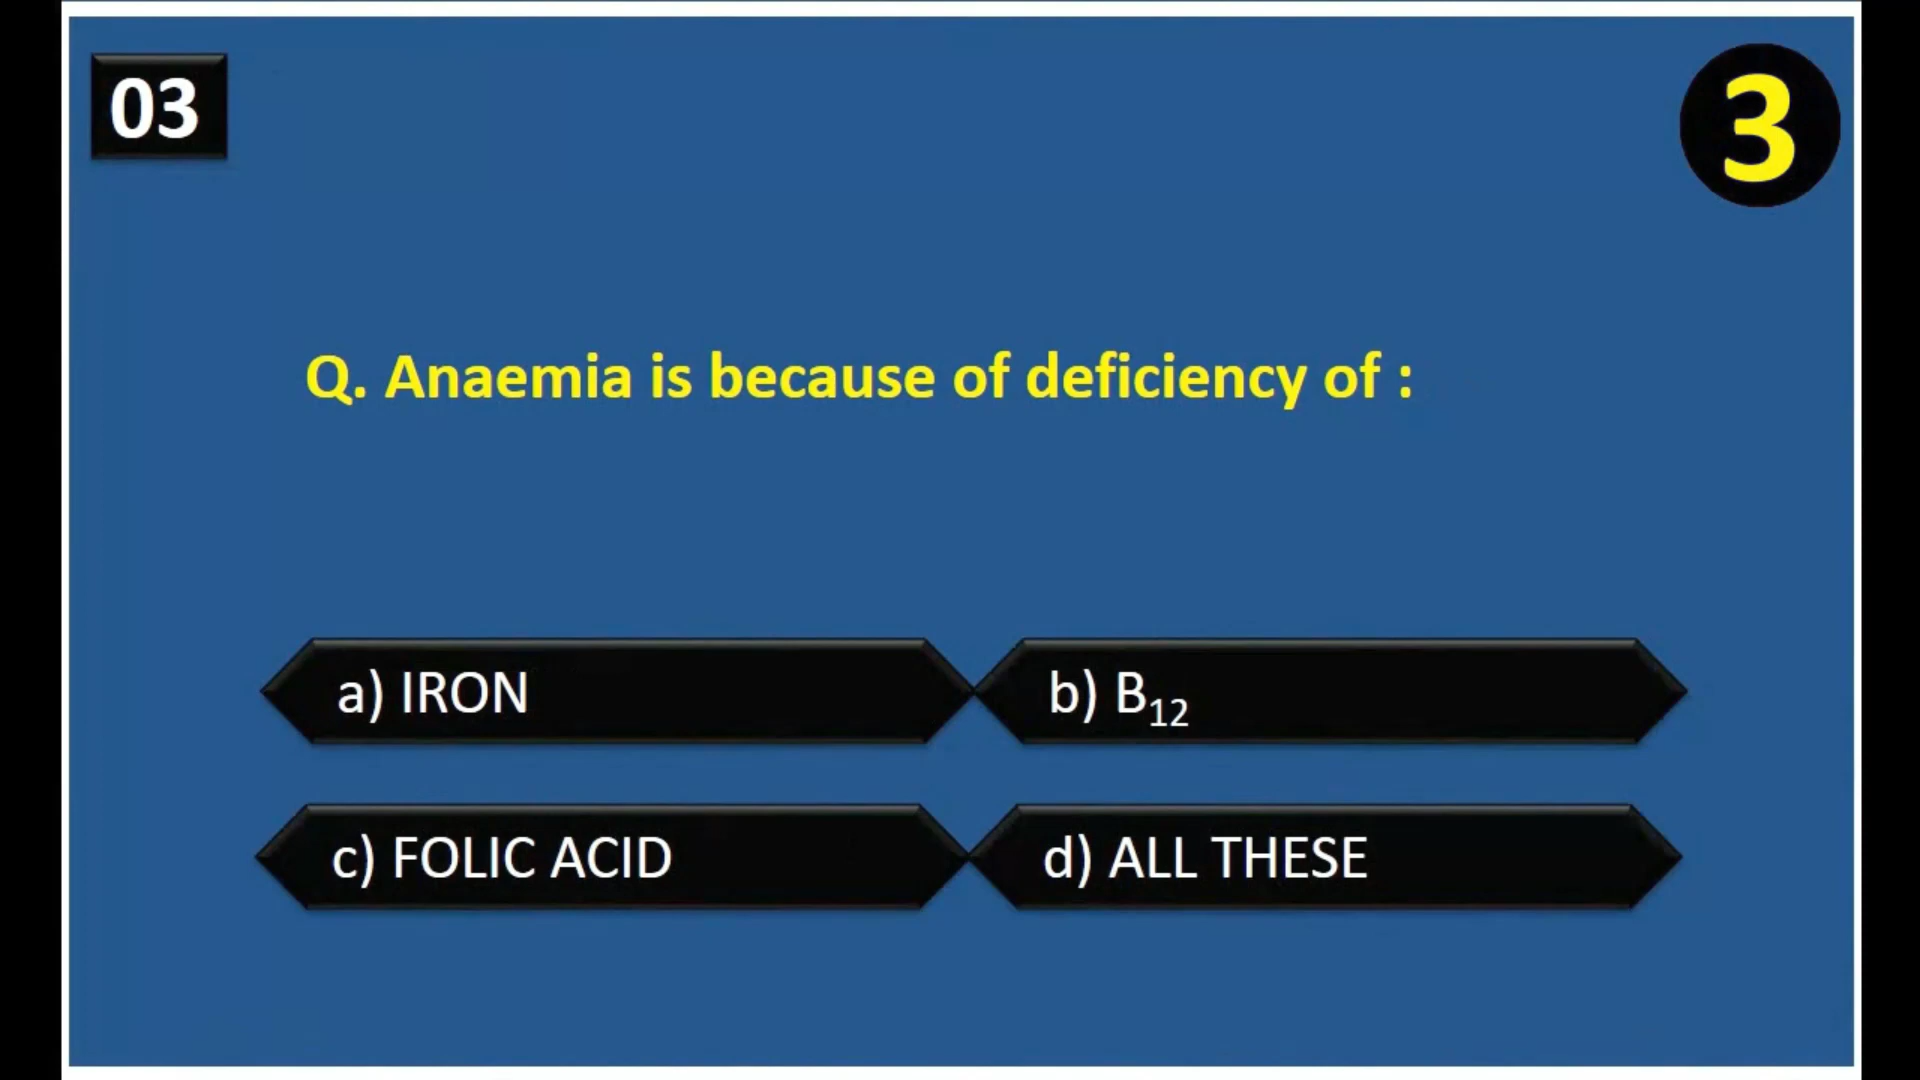 03
3
Q. Anaemia is because of deficiency of :
a) IRON
b) B₁₂
c) FOLIC ACID
d) ALL THESE